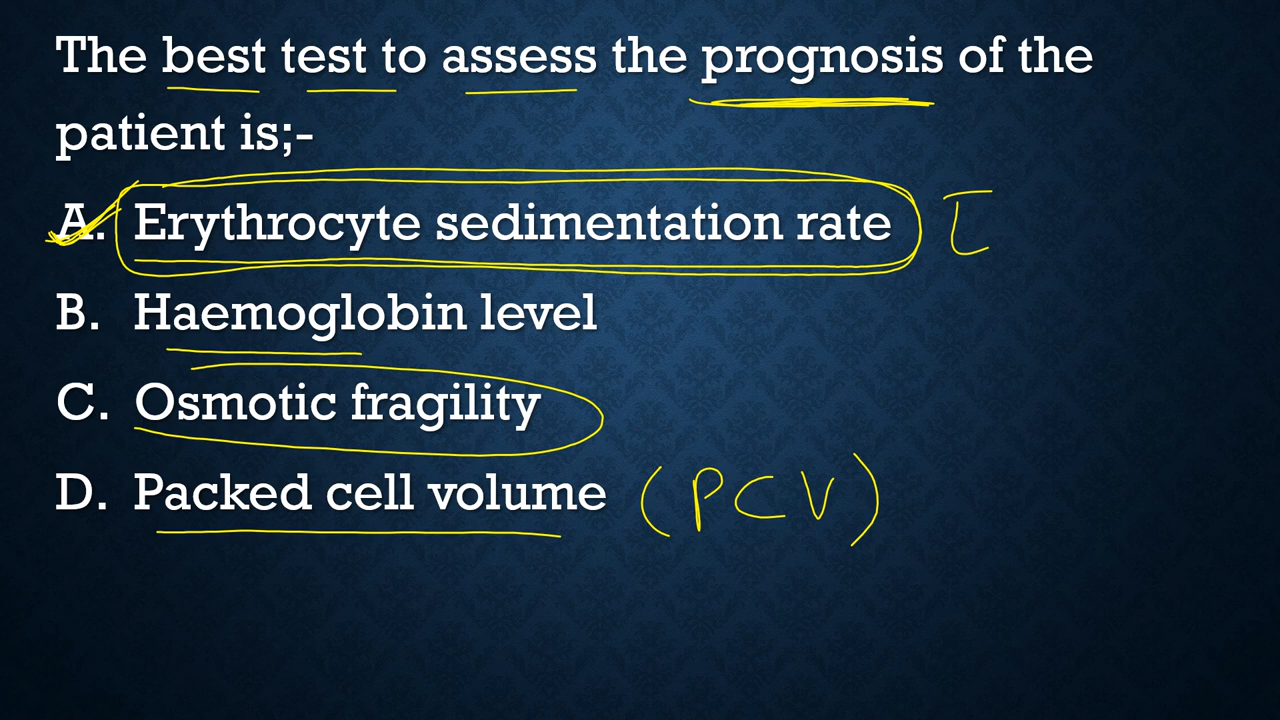 The best test to assess the prognosis of the
patient is;-
A. Erythrocyte sedimentation rate
B. Haemoglobin level
C. Osmotic fragility
D. Packed cell volume (PCV)